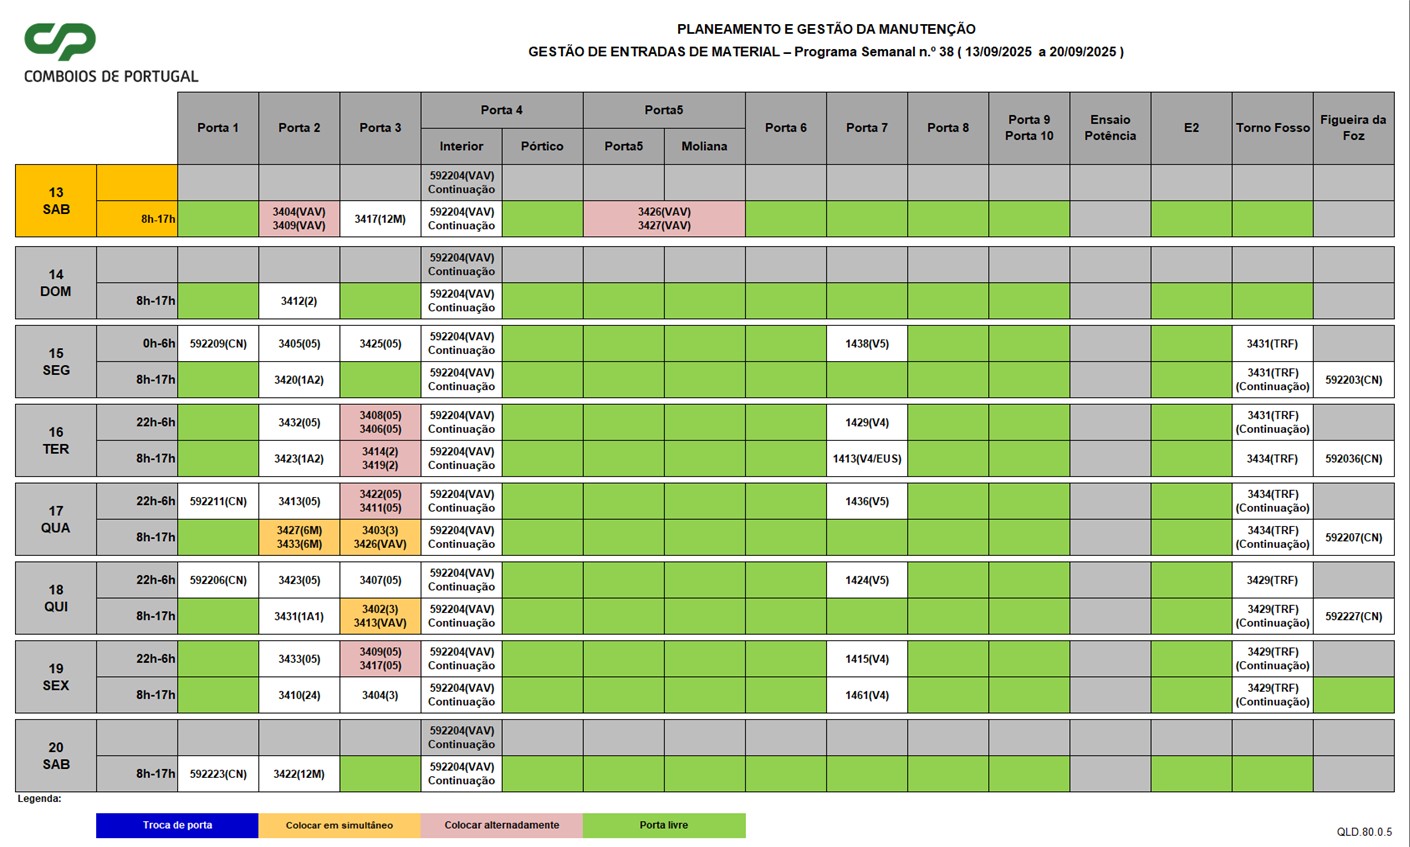 CP
COMBOIOS DE PORTUGAL
PLANEAMENTO E GESTÃO DA MANUTENÇÃO
GESTÃO DE ENTRADAS DE MATERIAL – Programa Semanal n.º 38 ( 13/09/2025 a 20/09/2025 )
Porta 1
Porta 2
Porta 3
Porta 4
Interior
Pórtico
Porta5
Porta5
Moliana
Porta 6
Porta 7
Porta 8
Porta 9
Porta 10
Ensaio
Potência
E2
Torno Fosso
Figueira da
Foz
13
SAB
592204(VAV)
Continuação
8h-17h
3404(VAV)
3409(VAV)
3417(12M)
592204(VAV)
Continuação
3426(VAV)
3427(VAV)
14
DOM
592204(VAV)
Continuação
8h-17h
3412(2)
592204(VAV)
Continuação
15
SEG
0h-6h
592209(CN)
3405(05)
3425(05)
592204(VAV)
Continuação
1438(V5)
3431(TRF)
8h-17h
3420(1A2)
592204(VAV)
Continuação
3431(TRF)
(Continuação)
592203(CN)
16
TER
22h-6h
3432(05)
3408(05)
3406(05)
592204(VAV)
Continuação
1429(V4)
3431(TRF)
(Continuação)
8h-17h
3423(1A2)
3414(2)
3419(2)
592204(VAV)
Continuação
1413(V4/EUS)
3434(TRF)
592036(CN)
17
QUA
22h-6h
592211(CN)
3413(05)
3422(05)
3411(05)
592204(VAV)
Continuação
1436(V5)
3434(TRF)
(Continuação)
8h-17h
3427(6M)
3433(6M)
3403(3)
3426(VAV)
592204(VAV)
Continuação
3434(TRF)
(Continuação)
592207(CN)
18
QUI
22h-6h
592206(CN)
3423(05)
3407(05)
592204(VAV)
Continuação
1424(V5)
3429(TRF)
8h-17h
3431(1A1)
3402(3)
3413(VAV)
592204(VAV)
Continuação
3429(TRF)
(Continuação)
592227(CN)
19
SEX
22h-6h
3433(05)
3409(05)
3417(05)
592204(VAV)
Continuação
1415(V4)
3429(TRF)
(Continuação)
8h-17h
3410(24)
3404(3)
592204(VAV)
Continuação
1461(V4)
3429(TRF)
(Continuação)
20
SAB
592204(VAV)
Continuação
8h-17h
592223(CN)
3422(12M)
592204(VAV)
Continuação
Legenda:
Troca de porta
Colocar em simultáneo
Colocar alternadamente
Porta livre
QLD.80.0.5